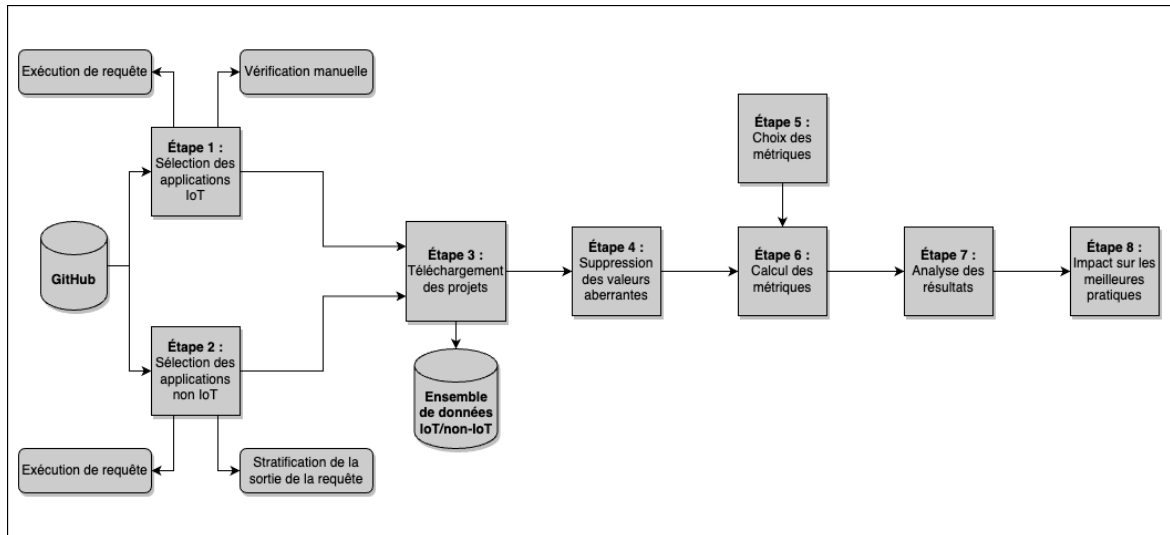 Exécution de requête
Vérification manuelle
Étape 1 :
Sélection des
applications
IoT
GitHub
Étape 2 :
Sélection des
applications
non IoT
Exécution de requête
Stratification de la
sortie de la requête
Étape 3 :
Téléchargement
des projets
Ensemble
de données
IoT/non-IoT
Étape 4 :
Suppression
des valeurs
aberrantes
Étape 5 :
Choix des
métriques
Étape 6 :
Calcul des
métriques
Étape 7 :
Analyse des
résultats
Étape 8 :
Impact sur les
meilleures
pratiques